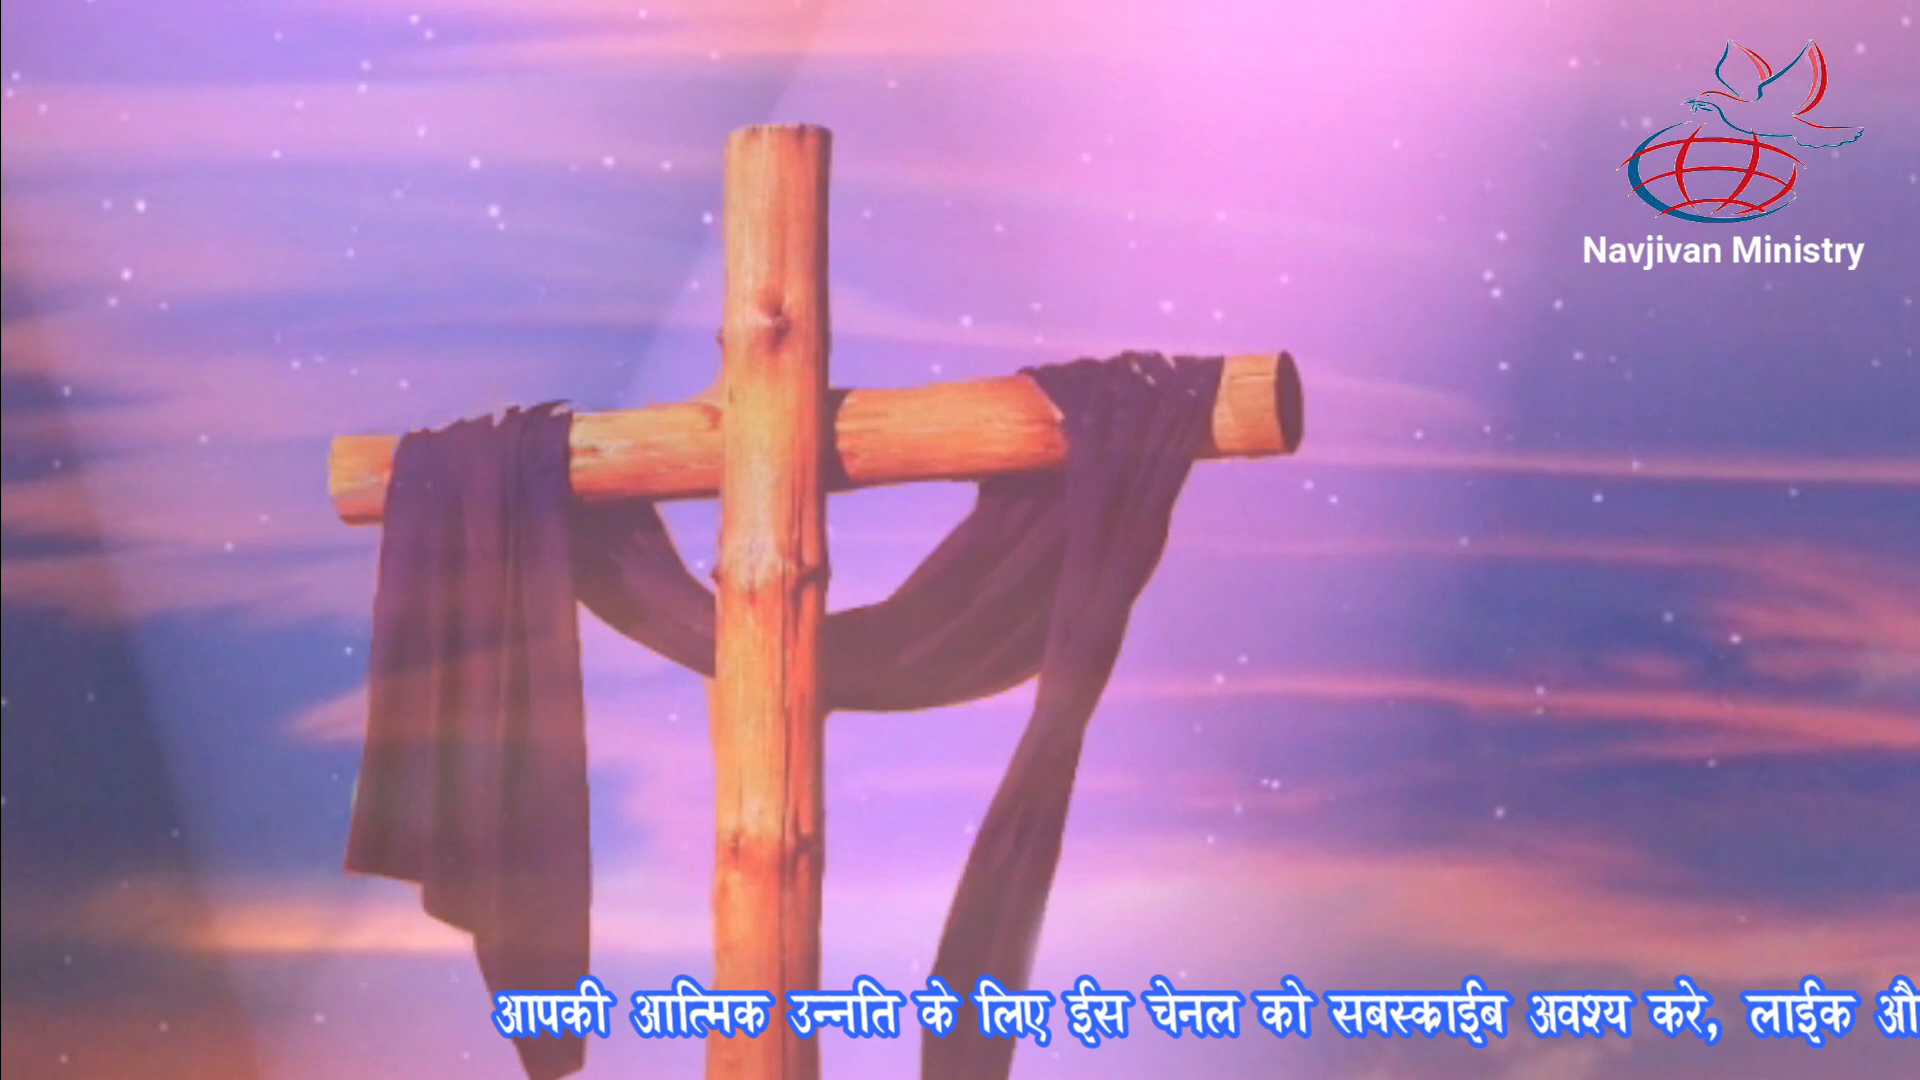 Navjivan Ministry
आपकी आत्मिक उन्नति के लिए ईस चेनल को सबस्क्राईब अवश्य करे, लाईक औ